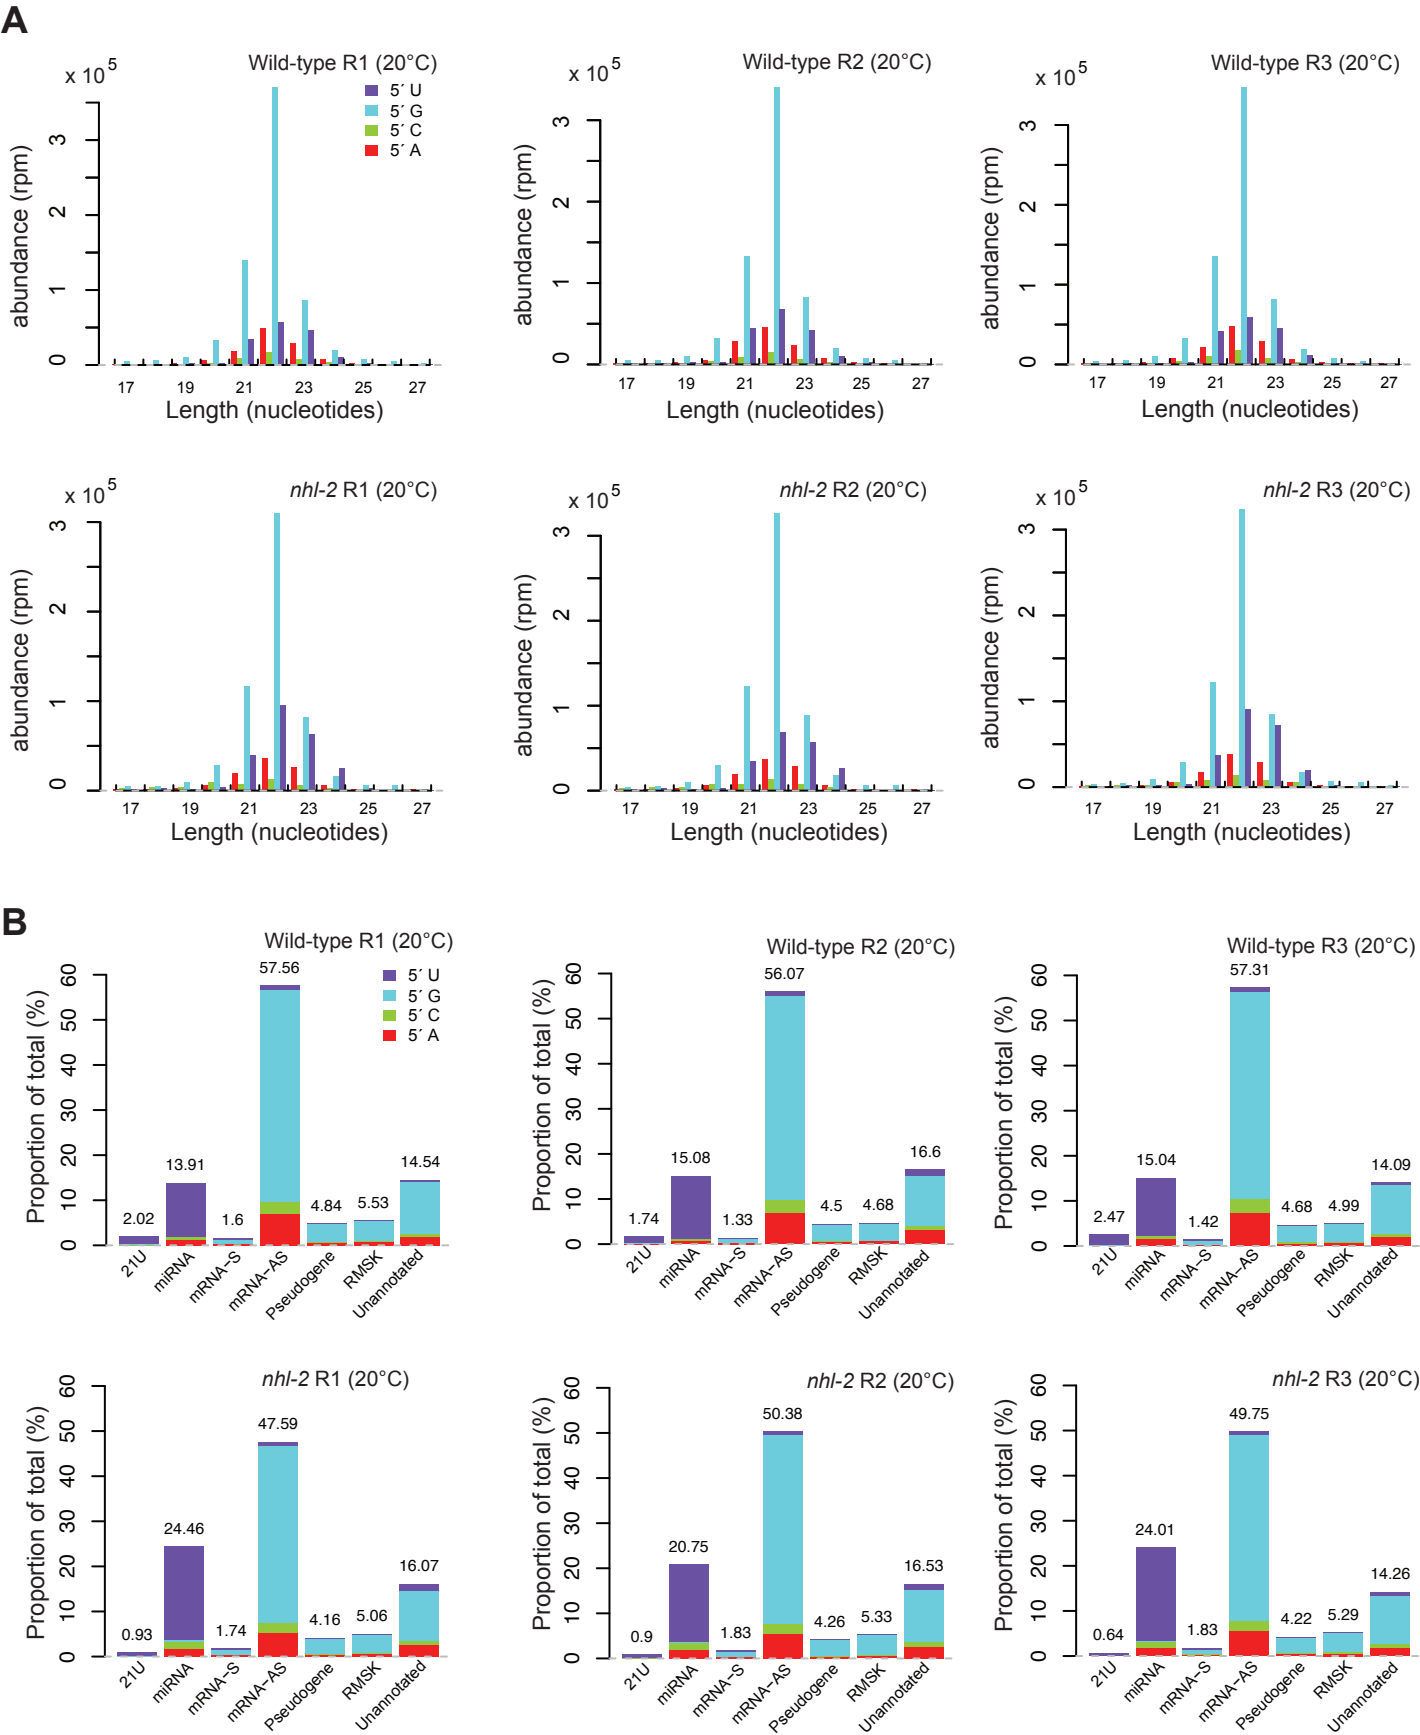 A
Wild-type R1 (20°C)
x 10 5
5´ U
5´ G
5´ C
5´ A
abundance (rpm)
3
2
1
0
17 19 21 23 25 27
Length (nucleotides)
Wild-type R2 (20°C)
x 10 5
abundance (rpm)
3
2
1
0
17 19 21 23 25 27
Length (nucleotides)
Wild-type R3 (20°C)
x 10 5
abundance (rpm)
3
2
1
0
17 19 21 23 25 27
Length (nucleotides)
nhl-2 R1 (20°C)
x 10 5
abundance (rpm)
3
2
1
0
17 19 21 23 25 27
Length (nucleotides)
nhl-2 R2 (20°C)
x 10 5
abundance (rpm)
3
2
1
0
17 19 21 23 25 27
Length (nucleotides)
nhl-2 R3 (20°C)
x 10 5
abundance (rpm)
3
2
1
0
17 19 21 23 25 27
Length (nucleotides)
B
Wild-type R1 (20°C)
5´ U
5´ G
5´ C
5´ A
Proportion of total (%)
60
50
40
30
20
10
0
2.02 13.91 1.6 57.56 4.84 5.53 14.54
21U miRNA mRNA−S mRNA−AS Pseudogene RMSK Unannotated
Wild-type R2 (20°C)
Proportion of total (%)
60
50
40
30
20
10
0
1.74 15.08 1.33 56.07 4.5 4.68 16.6
21U miRNA mRNA−S mRNA−AS Pseudogene RMSK Unannotated
Wild-type R3 (20°C)
Proportion of total (%)
60
50
40
30
20
10
0
2.47 15.04 1.42 57.31 4.68 4.99 14.09
21U miRNA mRNA−S mRNA−AS Pseudogene RMSK Unannotated
nhl-2 R1 (20°C)
Proportion of total (%)
60
50
40
30
20
10
0
0.93 24.46 1.74 47.59 4.16 5.06 16.07
21U miRNA mRNA−S mRNA−AS Pseudogene RMSK Unannotated
nhl-2 R2 (20°C)
Proportion of total (%)
60
50
40
30
20
10
0
0.9 20.75 1.83 50.38 4.26 5.33 16.53
21U miRNA mRNA−S mRNA−AS Pseudogene RMSK Unannotated
nhl-2 R3 (20°C)
Proportion of total (%)
60
50
40
30
20
10
0
0.64 24.01 1.83 49.75 4.22 5.29 14.26
21U miRNA mRNA−S mRNA−AS Pseudogene RMSK Unannotated